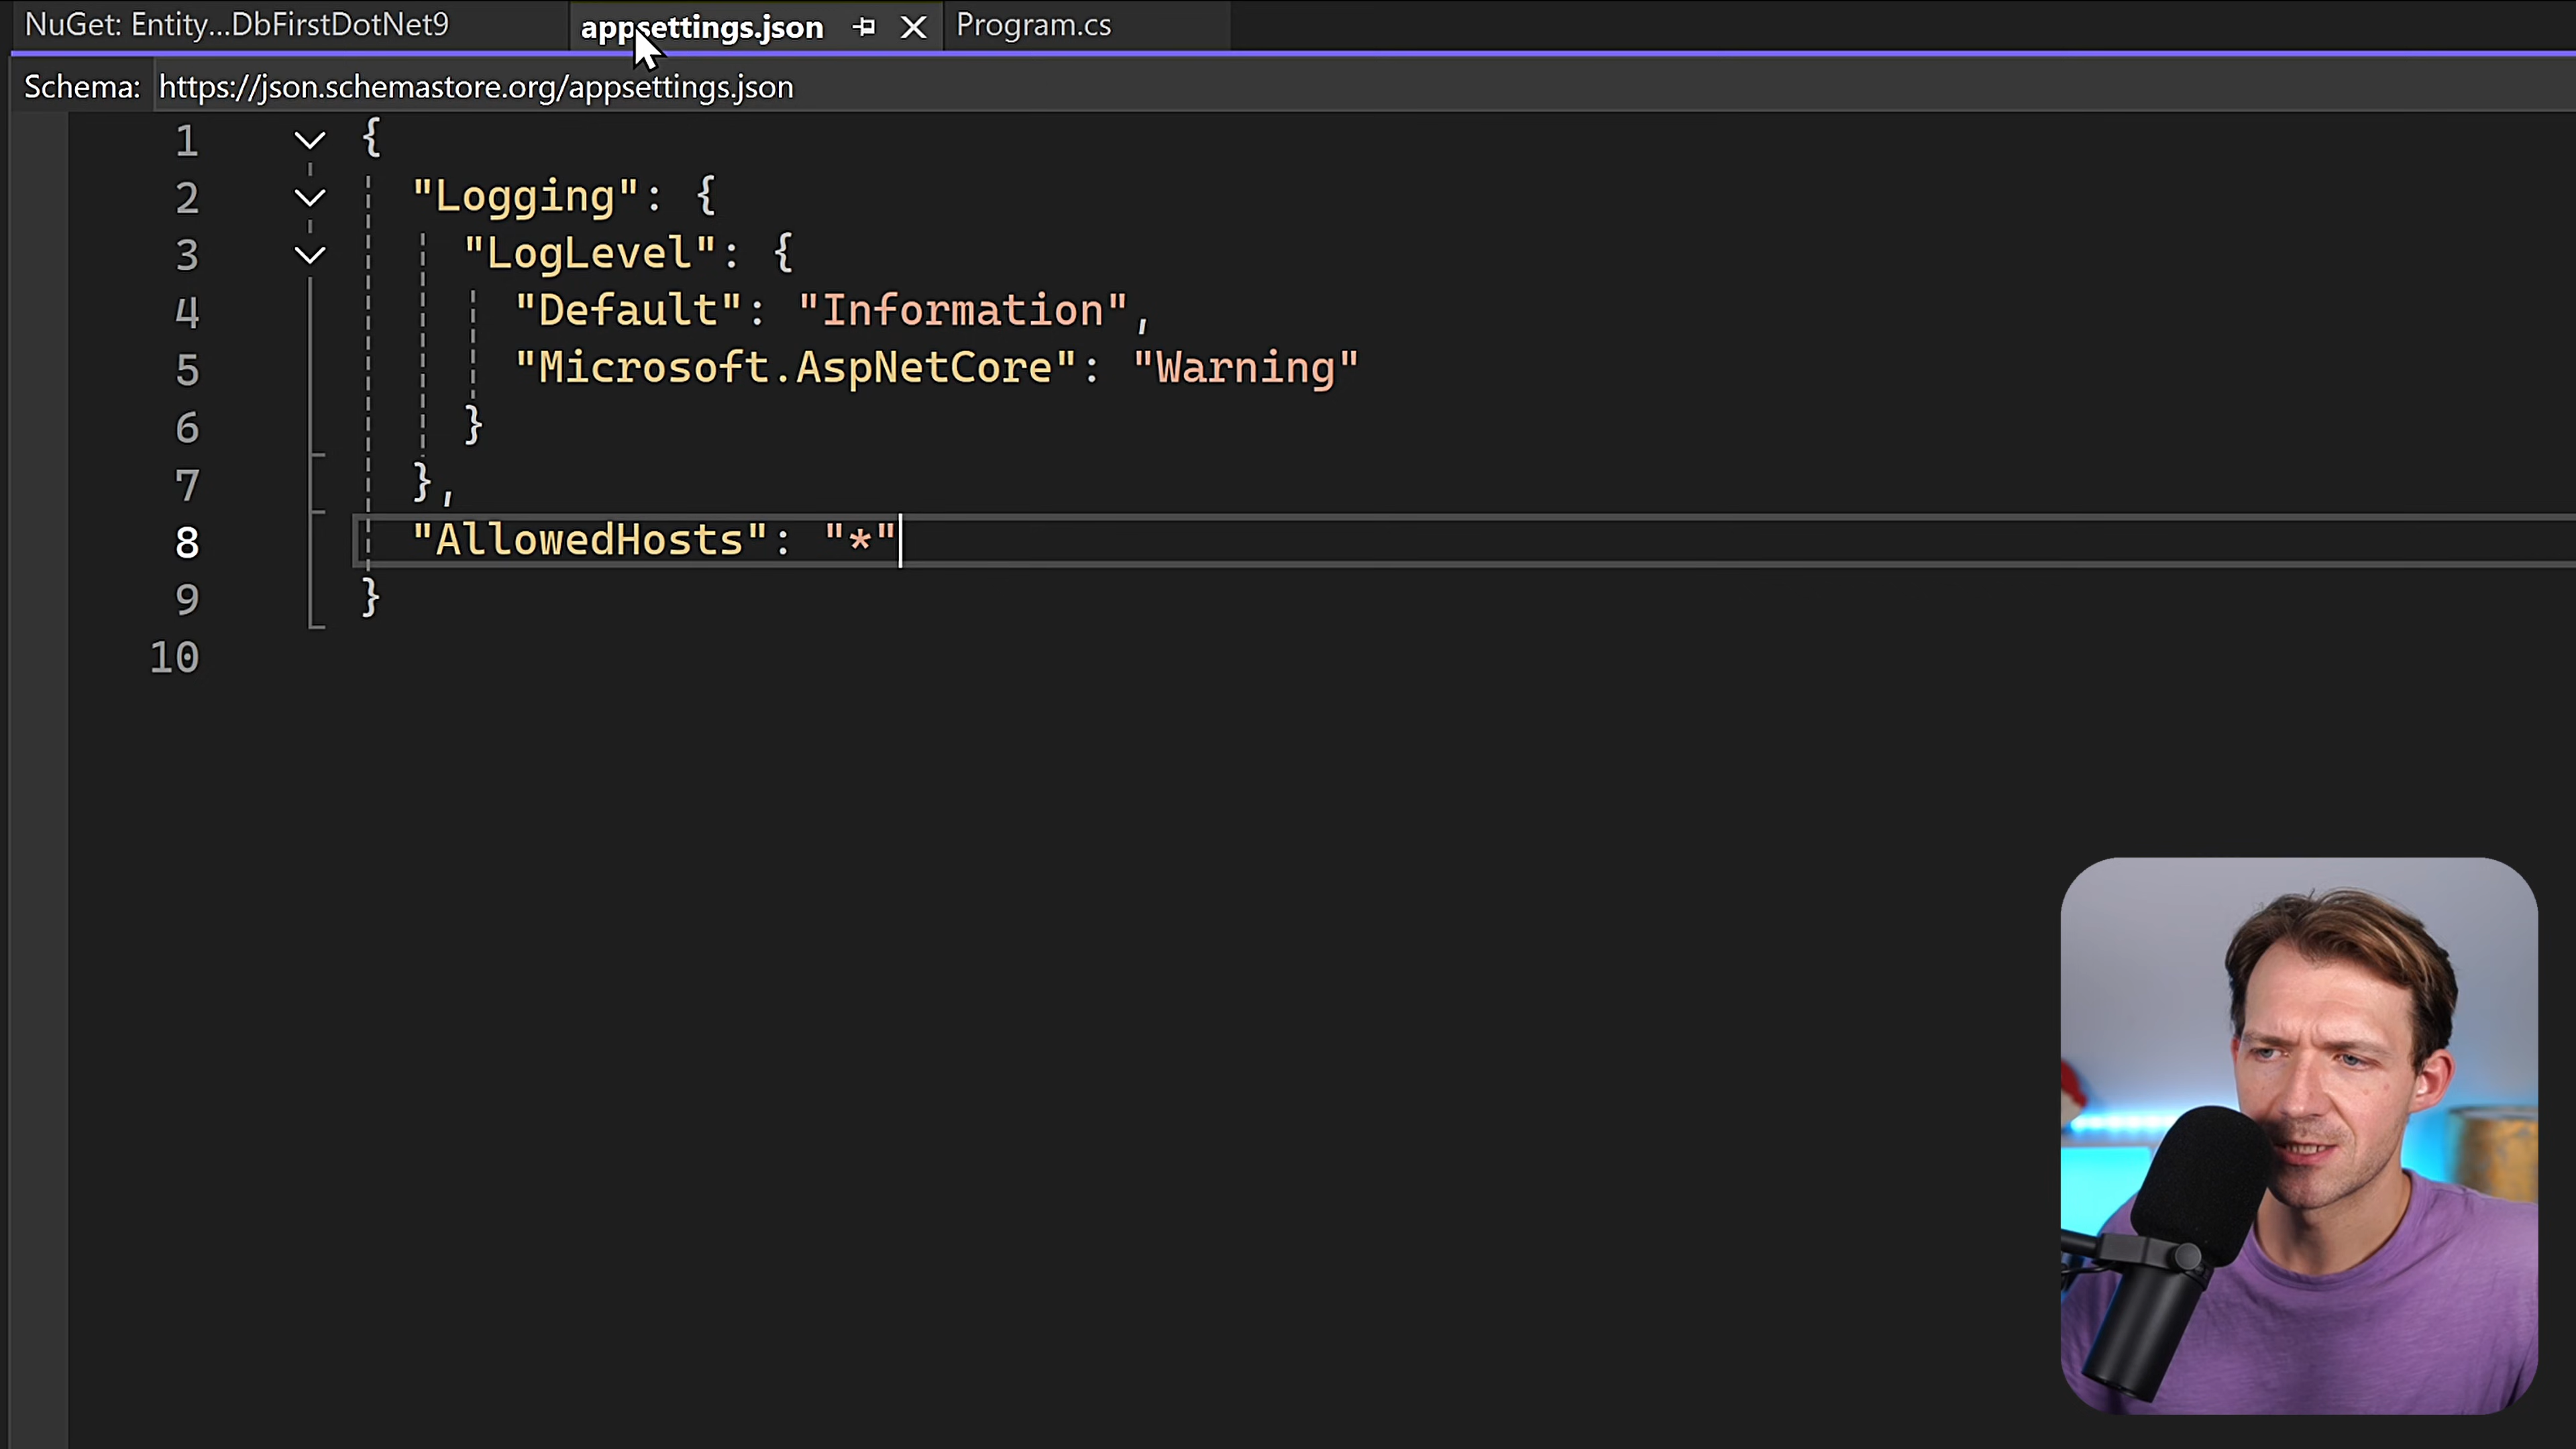 NuGet: Entity...DbFirstDotNet9
appsettings.json
Program.cs
Schema: https://json.schemastore.org/appsettings.json
1 {
2 "Logging": {
3 "LogLevel": {
4 "Default": "Information",
5 "Microsoft.AspNetCore": "Warning"
6 }
7 },
8 "AllowedHosts": "*"
9 }
10